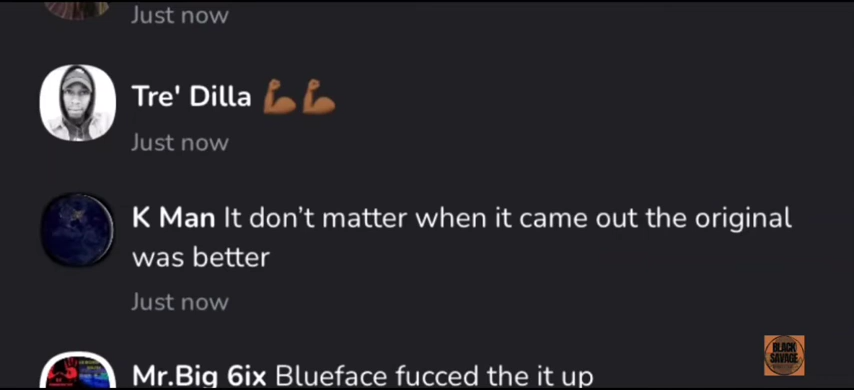 Just now
Tre' Dilla 💪🏾💪🏾
Just now
K Man It don't matter when it came out the original
was better
Just now
Mr.Big 6ix Blueface fucced the it up
BLACK
SAVAGE